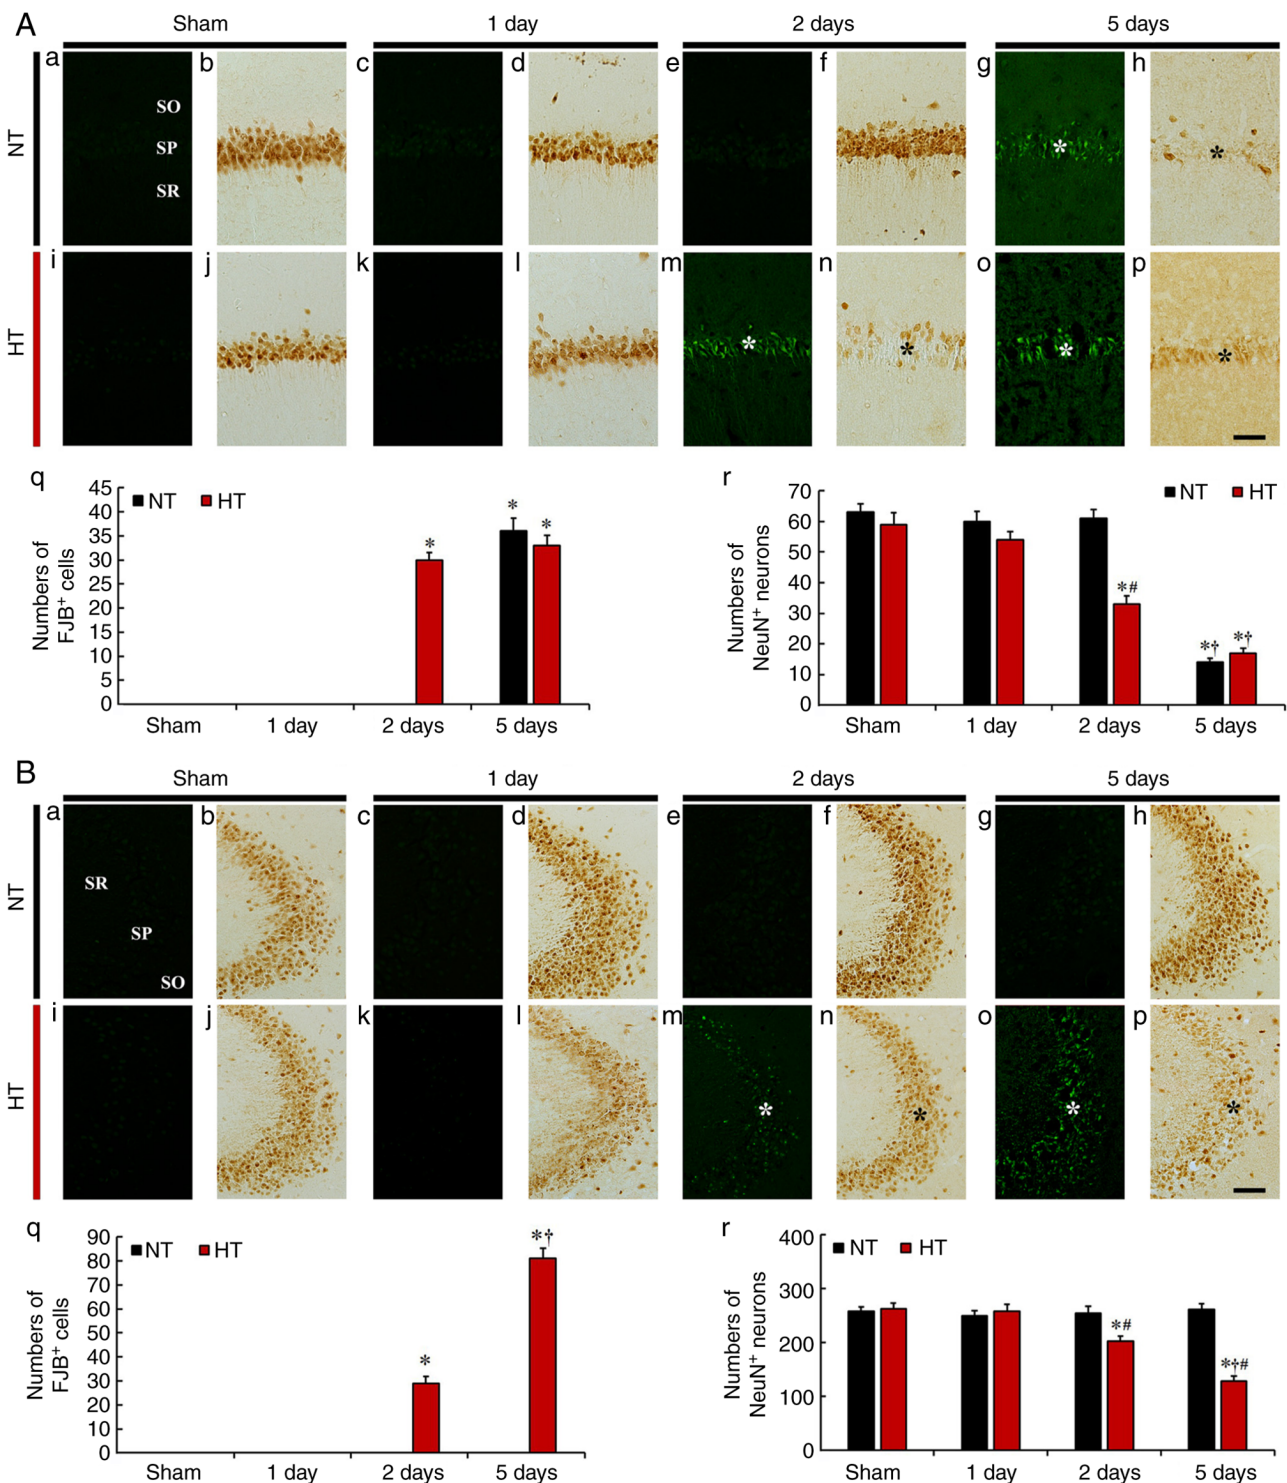 A
Sham 1 day 2 days 5 days
a b c d e f g h
NT
SO
SP
SR
* *
i j k l m n o p
HT
* * * *
q
45
40
35
30
25
20
15
10
5
0
Numbers of
FJB+ cells
NT HT
* * *
Sham 1 day 2 days 5 days
r
70
60
50
40
30
20
10
0
Numbers of
NeuN+ neurons
NT HT
*# *† *†
Sham 1 day 2 days 5 days
B
Sham 1 day 2 days 5 days
a b c d e f g h
NT
SR
SP
SO
i j k l m n o p
HT
* * * *
q
90
80
70
60
50
40
30
20
10
0
Numbers of
FJB+ cells
NT HT
* *†
Sham 1 day 2 days 5 days
r
400
300
200
100
0
Numbers of
NeuN+ neurons
NT HT
*# *†#
Sham 1 day 2 days 5 days